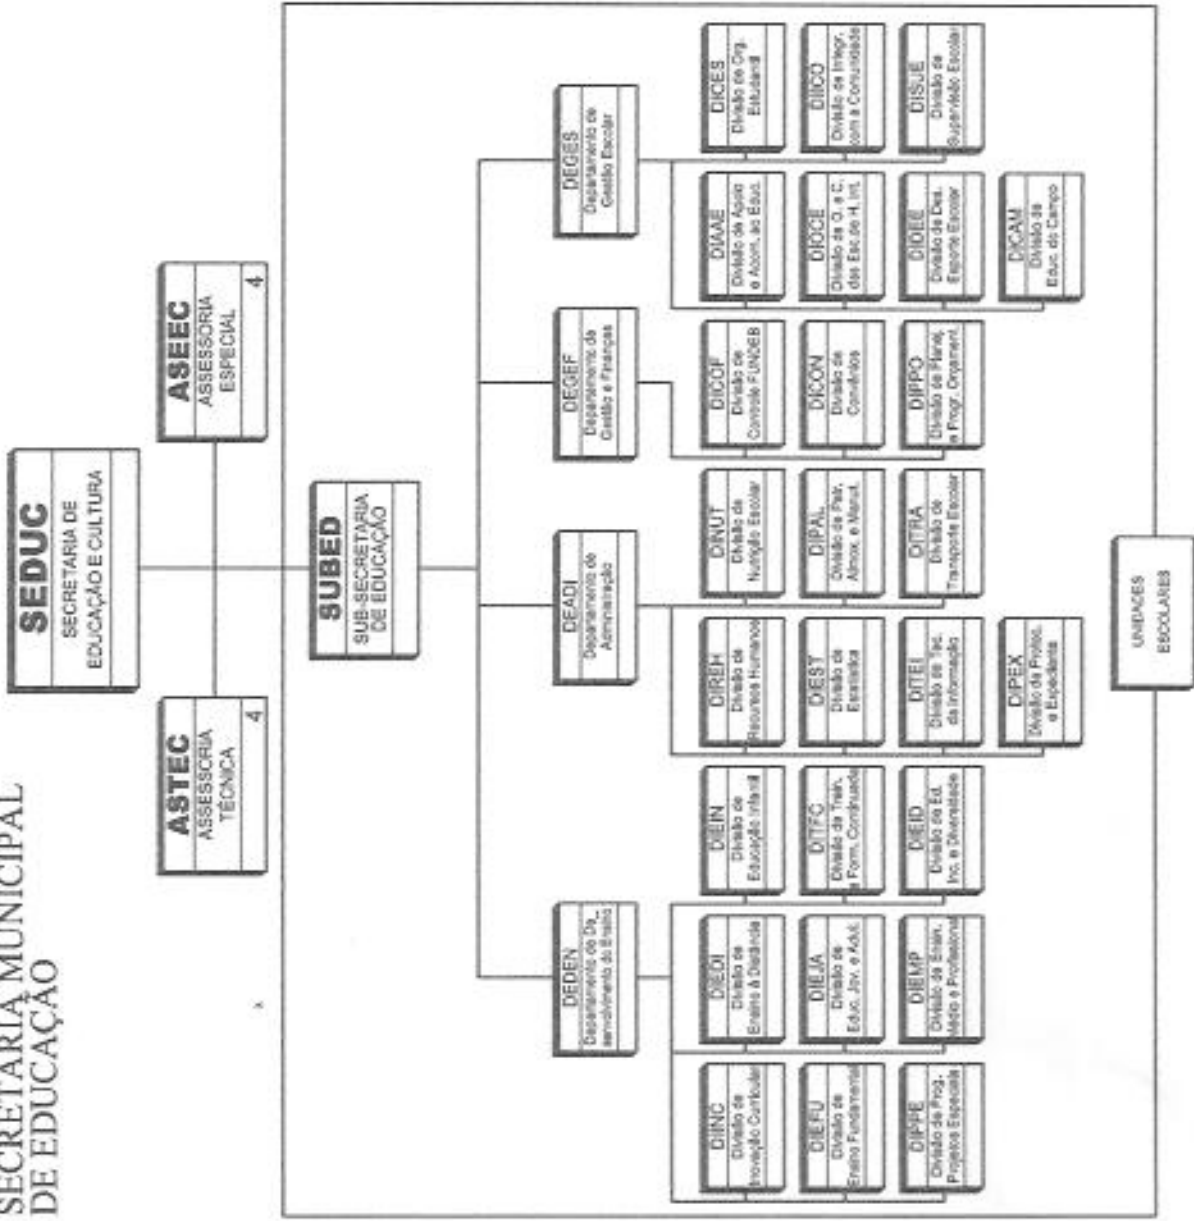 SECRETARIA MUNICIPAL
DE EDUCAÇÃO
SEDUC
SECRETARIA DE
EDUCAÇÃO E CULTURA
ASTEC
ASSESSORIA
TÉCNICA
4
ASEEC
ASSESSORIA
ESPECIAL
4
SUBED
SUB-SECRETARIA
DE EDUCAÇÃO
DEDEN
Departamento de De_
senvolvimento do Ensino
DEADI
Departamento de
Administração
DEGEF
Departamento de
Gestão e Finanças
DEGES
Departamento de
Gestão Escolar
DIINC
Divisão de
Inovação Curricular
DIEDI
Divisão de
Ensino à Distância
DIEIN
Divisão de
Educação Infantil
DIREH
Divisão de
Recursos Humanos
DINUT
Divisão de
Nutrição Escolar
DICOF
Divisão de
Controle FUNDEB
DIAAE
Divisão de Apoio
e Acom. ao Educ.
DIOES
Divisão de Org.
Estudantil
DIEFU
Divisão de
Ensino Fundamental
DIEJA
Divisão de
Educ. Jov. e Adul.
DITFC
Divisão de Trein.
e Form. Continuada
DIEST
Divisão de
Estatística
DIPAL
Divisão de Patr.
Almox. e Manut.
DICON
Divisão de
Convênios
DIOCE
Divisão de O. e C.
das Esc. de H. Int.
DIICO
Divisão de Integr.
com a Comunidade
DIPPE
Divisão de Prog.
Projetos Especiais
DIEMP
Divisão de Ensin.
Médio e Profissional
DIEID
Divisão de Ed.
Inc. e Diversidade
DITEI
Divisão de Tec.
da Informação
DITRA
Divisão de
Transporte Escolar
DIPPO
Divisão de Planej.
e Progr. Orçament.
DIDEE
Divisão de Des.
Esporte Escolar
DISUE
Divisão de
Supervisão Escolar
DIPEX
Divisão de Protoc.
e Expediente
DICAM
Divisão de
Educ. do Campo
UNIDADES
ESCOLARES